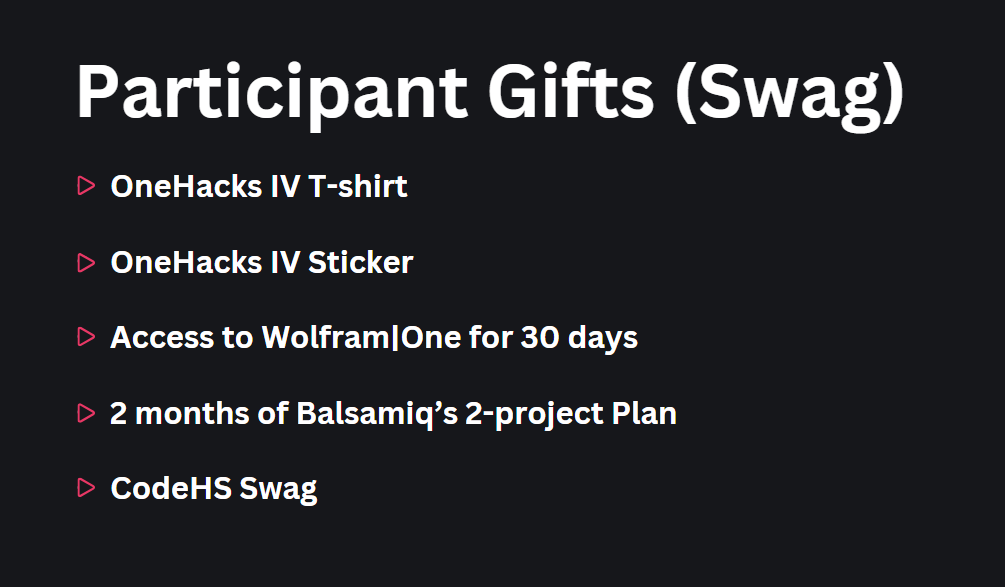 Participant Gifts (Swag)
OneHacks IV T-shirt
OneHacks IV Sticker
Access to Wolfram|One for 30 days
2 months of Balsamiq’s 2-project Plan
CodeHS Swag